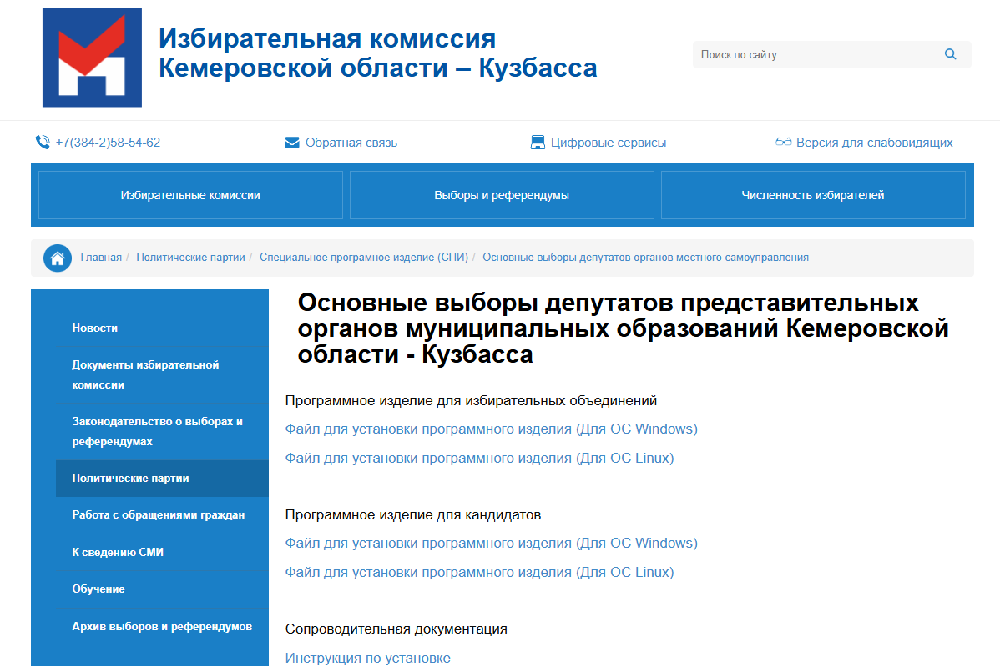 Избирательная комиссия
Кемеровской области – Кузбасса
Поиск по сайту
+7(384-2)58-54-62
Обратная связь
Цифровые сервисы
Версия для слабовидящих
Избирательные комиссии
Выборы и референдумы
Численность избирателей
Главная / Политические партии / Специальное програмное изделие (СПИ) / Основные выборы депутатов органов местного самоуправления
Новости
Документы избирательной
комиссии
Законодательство о выборах и
референдумах
Политические партии
Работа с обращениями граждан
К сведению СМИ
Обучение
Архив выборов и референдумов
Основные выборы депутатов представительных
органов муниципальных образований Кемеровской
области - Кузбасса
Программное изделие для избирательных объединений
Файл для установки программного изделия (Для ОС Windows)
Файл для установки программного изделия (Для ОС Linux)
Программное изделие для кандидатов
Файл для установки программного изделия (Для ОС Windows)
Файл для установки программного изделия (Для ОС Linux)
Сопроводительная документация
Инструкция по установке